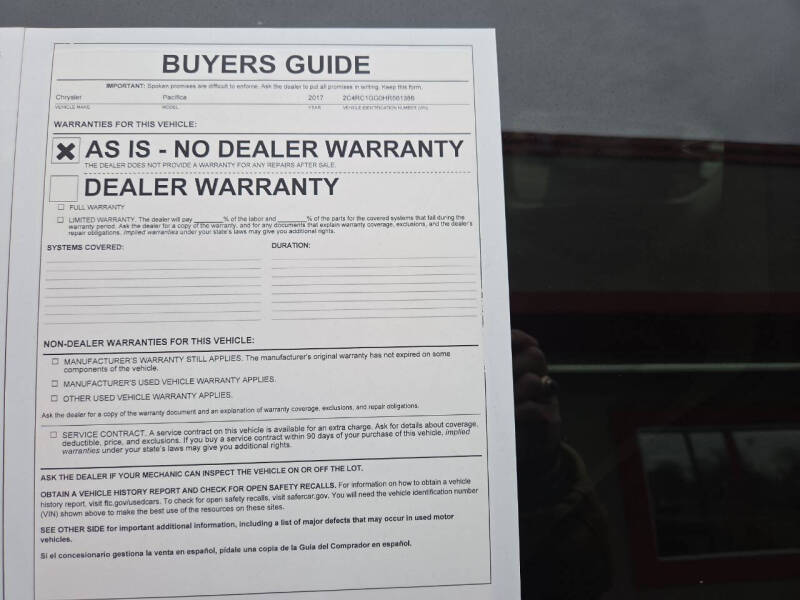 BUYERS GUIDE
IMPORTANT: Spoken promises are difficult to enforce. Ask the dealer to put all promises in writing. Keep this form.
Chrysler Pacifica 2017
VEHICLE MAKE MODEL YEAR VEHICLE IDENTIFICATION NUMBER (VIN)
WARRANTIES FOR THIS VEHICLE:
AS IS - NO DEALER WARRANTY
THE DEALER DOES NOT PROVIDE A WARRANTY FOR ANY REPAIRS AFTER SALE.
DEALER WARRANTY
FULL WARRANTY
LIMITED WARRANTY. The dealer will pay ________% of the labor and ________% of the parts for the covered systems that fail during the
warranty period. Ask the dealer for a copy of the warranty, and for any documents that explain warranty coverage, exclusions, and the dealer's
repair obligations. Implied warranties under your state's laws may give you additional rights.
SYSTEMS COVERED: DURATION:
NON-DEALER WARRANTIES FOR THIS VEHICLE:
MANUFACTURER'S WARRANTY STILL APPLIES. The manufacturer's original warranty has not expired on some
components of the vehicle.
MANUFACTURER'S USED VEHICLE WARRANTY APPLIES.
OTHER USED VEHICLE WARRANTY APPLIES.
Ask the dealer for a copy of the warranty document and an explanation of warranty coverage, exclusions, and repair obligations.
SERVICE CONTRACT. A service contract on this vehicle is available for an extra charge. Ask for details about coverage,
deductible, price, and exclusions. If you buy a service contract within 90 days of your purchase of this vehicle, implied
warranties under your state's laws may give you additional rights.
ASK THE DEALER IF YOUR MECHANIC CAN INSPECT THE VEHICLE ON OR OFF THE LOT.
OBTAIN A VEHICLE HISTORY REPORT AND CHECK FOR OPEN SAFETY RECALLS. For information on how to obtain a vehicle
history report, visit ftc.gov/usedcars. To check for open safety recalls, visit safercar.gov. You will need the vehicle identification number
(VIN) shown above to make the best use of the resources on these sites.
SEE OTHER SIDE for important additional information, including a list of major defects that may occur in used motor
vehicles.
Si el concesionario gestiona la venta en español, pídale una copia de la Guía del Comprador en español.